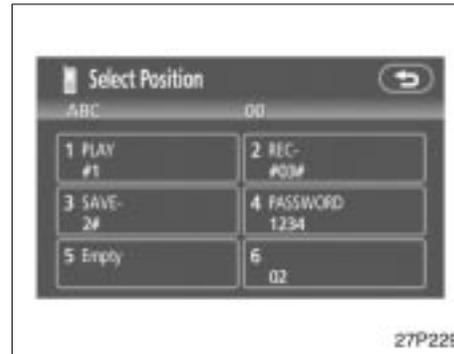 Select Position
ABC 00
1 PLAY
#1
2 REC-
#03#
3 SAVE-
2#
4 PASSWORD
1234
5 Empty
6
02
27P229